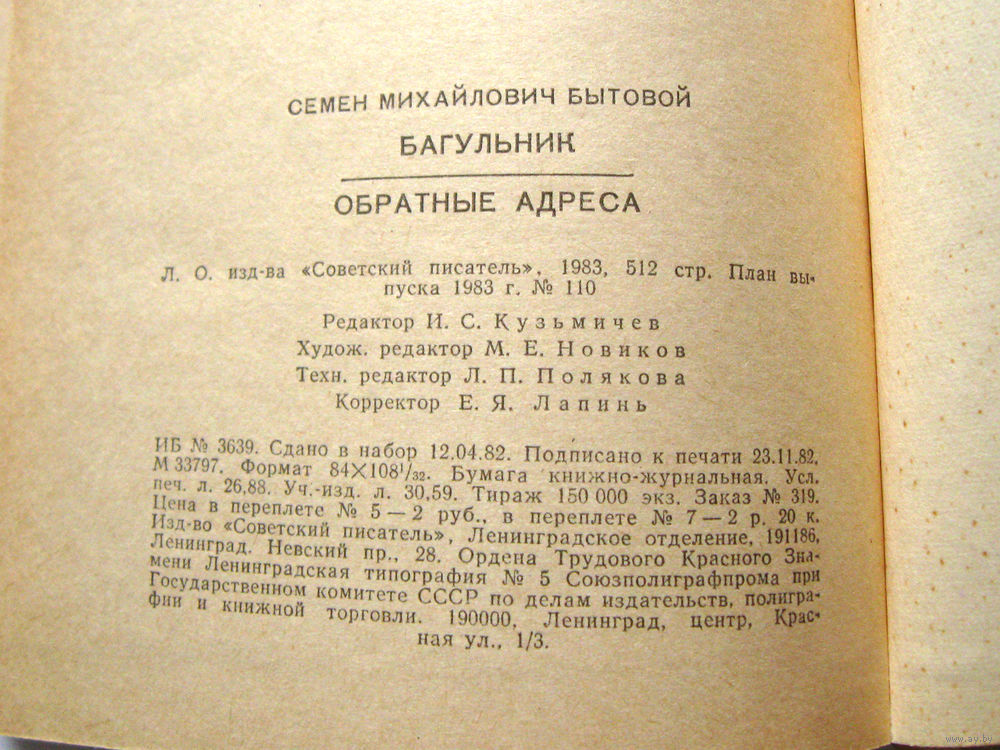 СЕМЕН МИХАЙЛОВИЧ БЫТОВОЙ
БАГУЛЬНИК
ОБРАТНЫЕ АДРЕСА
Л. О. изд-ва «Советский писатель», 1983, 512 стр. План вы-
пуска 1983 г. № 110
Редактор И. С. Кузьмичев
Худож. редактор М. Е. Новиков
Техн. редактор Л. П. Полякова
Корректор Е. Я. Лапинь
ИБ № 3639. Сдано в набор 12.04.82. Подписано к печати 23.11.82.
М 33797. Формат 84×108¹/₃₂. Бумага книжно-журнальная. Усл.
печ. л. 26,88. Уч.-изд. л. 30,59. Тираж 150 000 экз. Заказ № 319.
Цена в переплете № 5 — 2 руб., в переплете № 7 — 2 р. 20 к.
Изд-во «Советский писатель», Ленинградское отделение, 191186,
Ленинград. Невский пр., 28. Ордена Трудового Красного Зна-
мени Ленинградская типография № 5 Союзполиграфпрома при
Государственном комитете СССР по делам издательств, полигра-
фии и книжной торговли. 190000, Ленинград, центр, Крас-
ная ул., 1/3.
www.ay.by